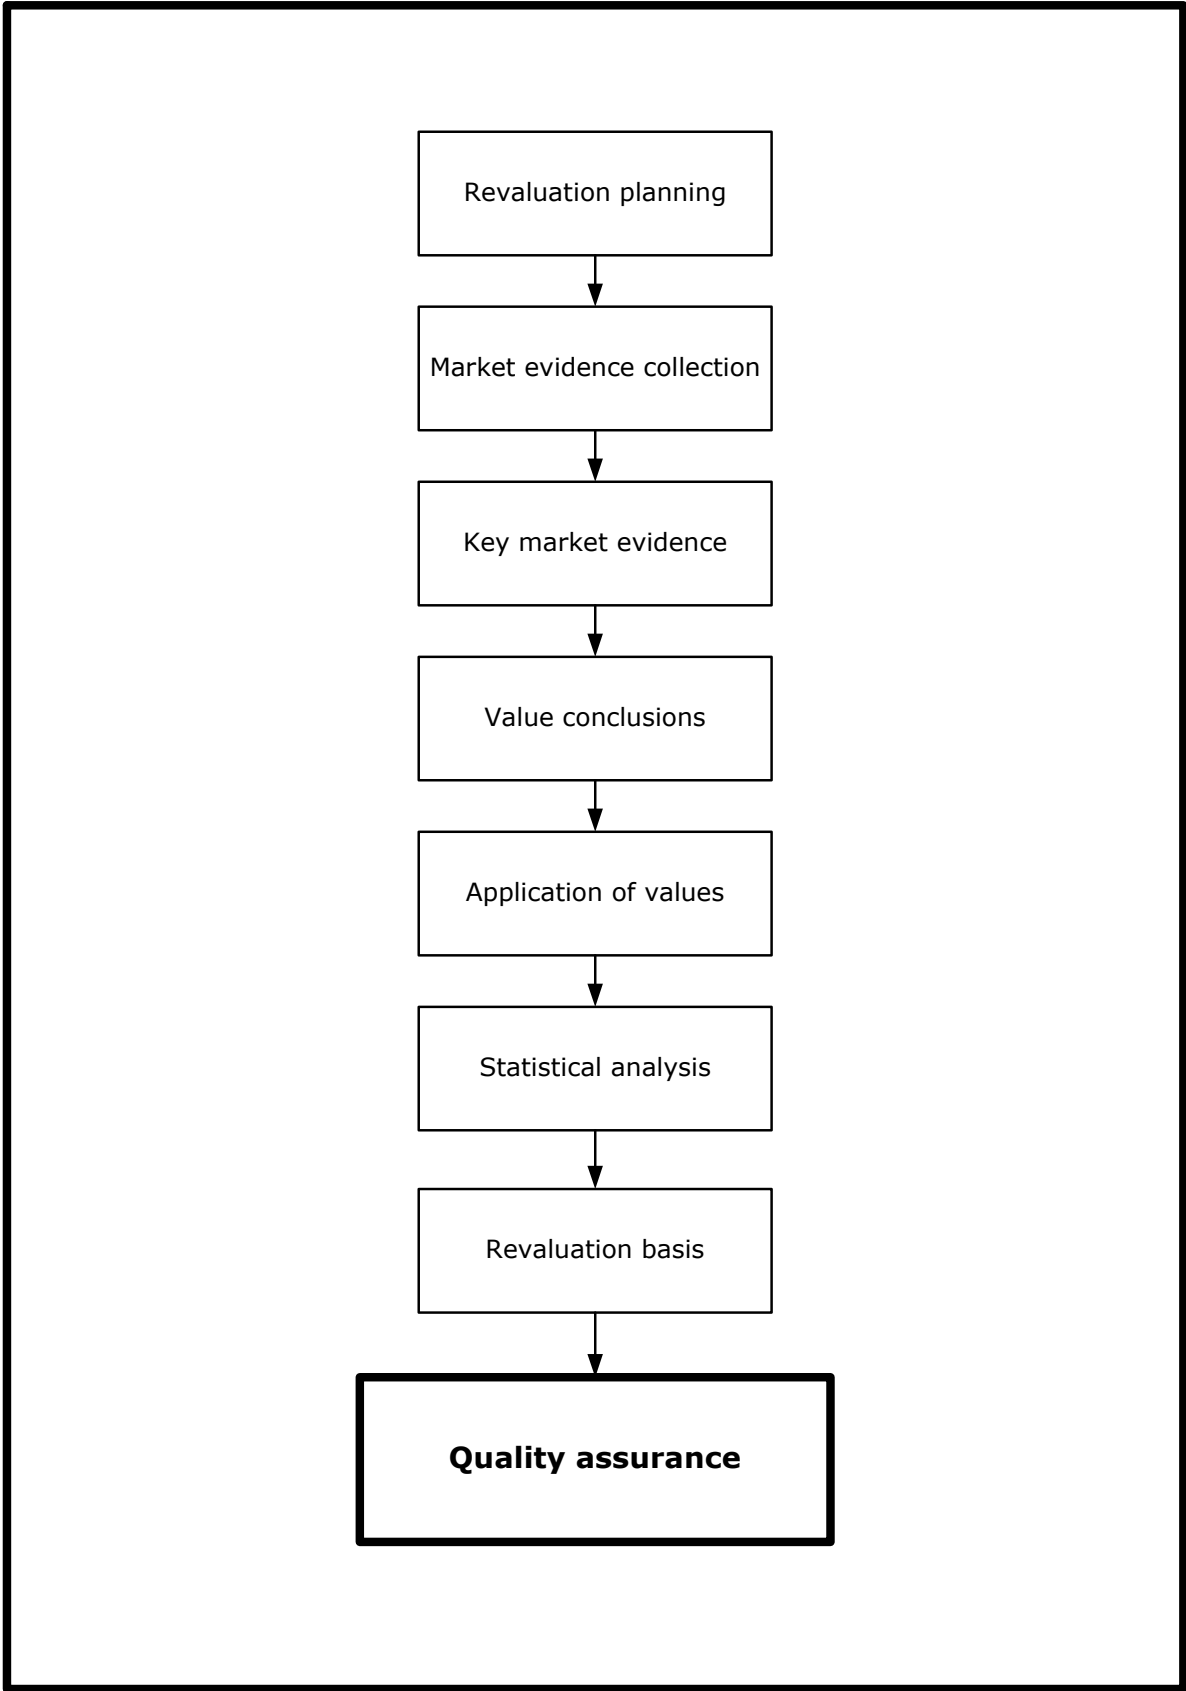 Revaluation planning
Market evidence collection
Key market evidence
Value conclusions
Application of values
Statistical analysis
Revaluation basis
Quality assurance